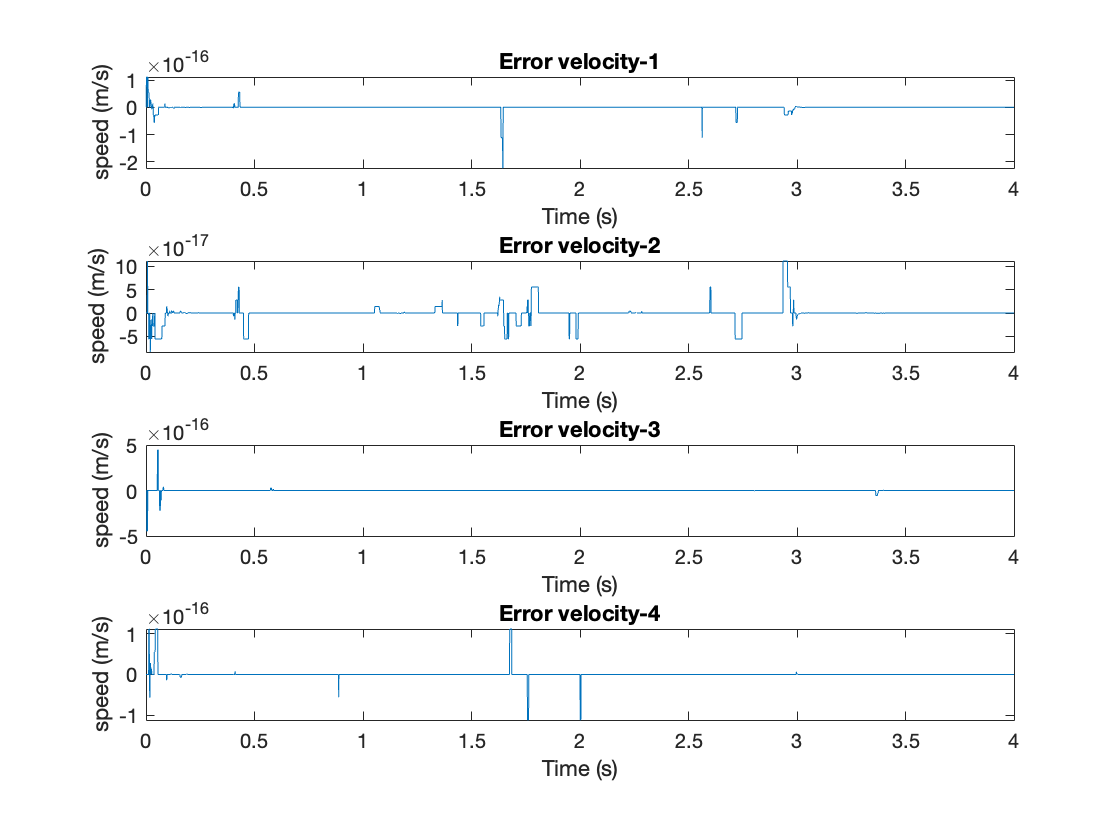 ×10^-16
Error velocity-1
speed (m/s)
1
0
-1
-2
0 0.5 1 1.5 2 2.5 3 3.5 4
Time (s)
×10^-17
Error velocity-2
speed (m/s)
10
5
0
-5
0 0.5 1 1.5 2 2.5 3 3.5 4
Time (s)
×10^-16
Error velocity-3
speed (m/s)
5
0
-5
0 0.5 1 1.5 2 2.5 3 3.5 4
Time (s)
×10^-16
Error velocity-4
speed (m/s)
1
0
-1
0 0.5 1 1.5 2 2.5 3 3.5 4
Time (s)